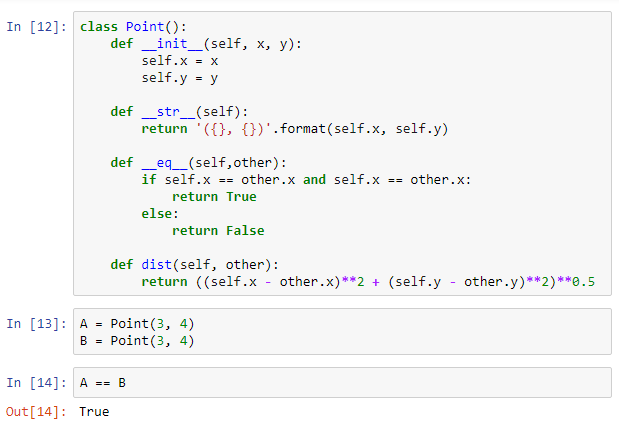 In [12]: class Point():
    def __init__(self, x, y):
        self.x = x
        self.y = y
    def __str__(self):
        return '({}, {})'.format(self.x, self.y)
    def __eq__(self,other):
        if self.x == other.x and self.x == other.x:
            return True
        else:
            return False
    def dist(self, other):
        return ((self.x - other.x)**2 + (self.y - other.y)**2)**0.5
In [13]: A = Point(3, 4)
B = Point(3, 4)
In [14]: A == B
Out[14]: True